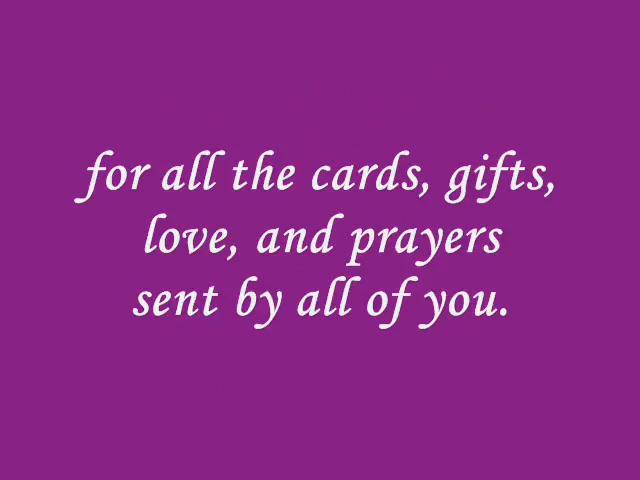 for all the cards, gifts,
love, and prayers
sent by all of you.